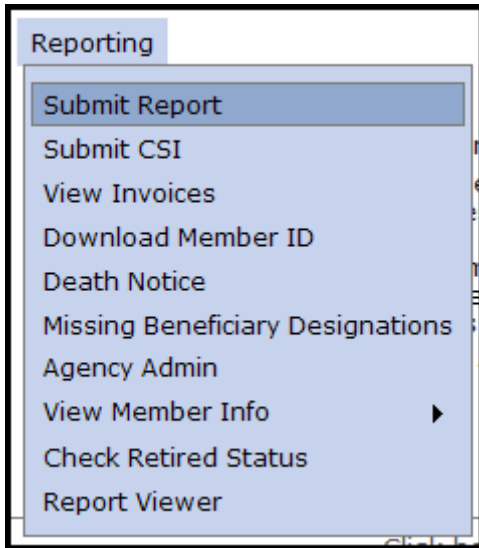 Reporting
Submit Report
Submit CSI
View Invoices
Download Member ID
Death Notice
Missing Beneficiary Designations
Agency Admin
View Member Info
Check Retired Status
Report Viewer